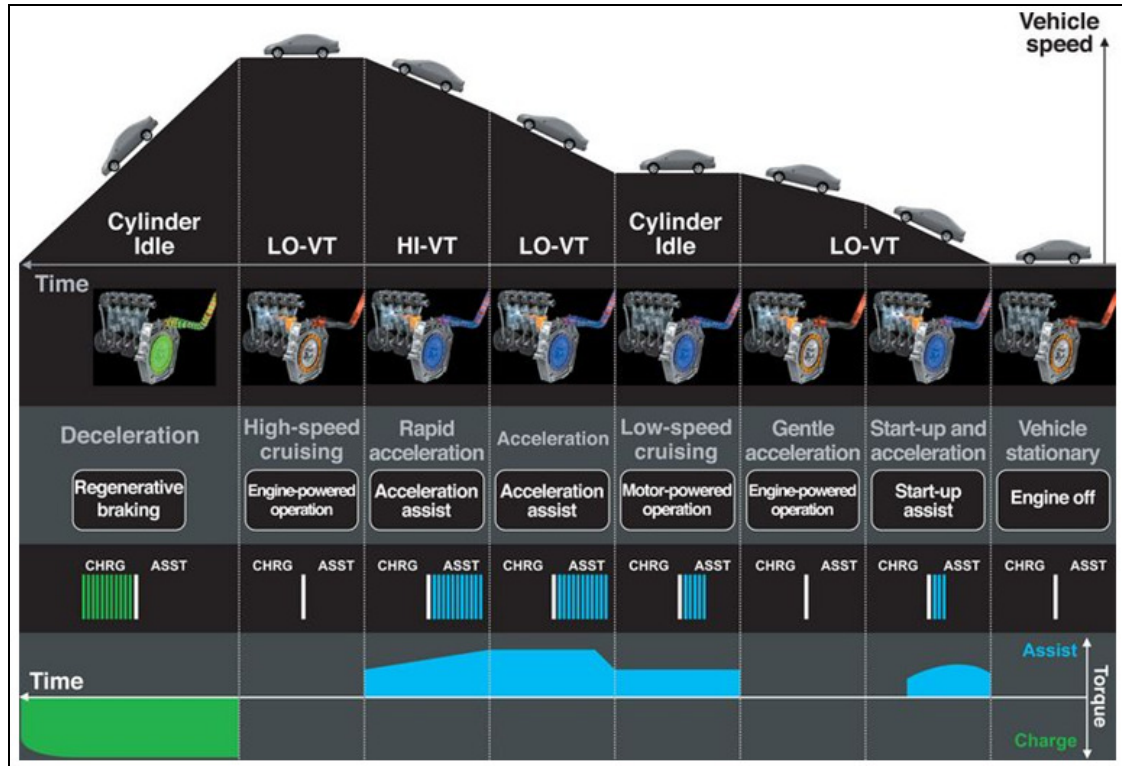 Vehicle
speed
Cylinder
Idle
LO-VT
HI-VT
LO-VT
Cylinder
Idle
LO-VT
Time
Deceleration
High-speed
cruising
Rapid
acceleration
Acceleration
Low-speed
cruising
Gentle
acceleration
Start-up and
acceleration
Vehicle
stationary
Regenerative
braking
Engine-powered
operation
Acceleration
assist
Acceleration
assist
Motor-powered
operation
Engine-powered
operation
Start-up
assist
Engine off
CHRG ASST
CHRG ASST
CHRG ASST
CHRG ASST
CHRG ASST
CHRG ASST
CHRG ASST
CHRG ASST
Assist
Time
Torque
Charge